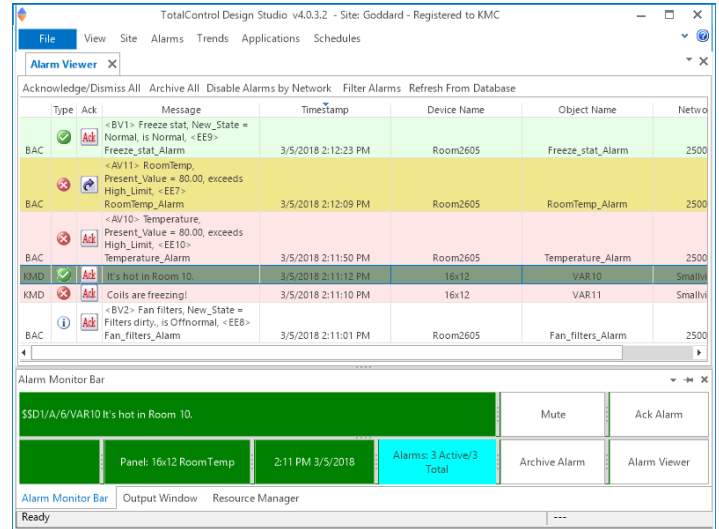 TotalControl Design Studio v4.0.3.2 - Site: Goddard - Registered to KMC
File View Site Alarms Trends Applications Schedules
Alarm Viewer
Acknowledge/Dismiss All Archive All Disable Alarms by Network Filter Alarms Refresh From Database
Type Ack Message Timestamp Device Name Object Name Netwo
<BV1> Freeze stat, New_State =
Ack Normal, is Normal, <EE9>
BAC Freeze_stat_Alarm 3/5/2018 2:12:23 PM Room2605 Freeze_stat_Alarm 2500
<AV11> RoomTemp,
Present_Value = 80.00, exceeds
High_Limit, <EE7>
BAC RoomTemp_Alarm 3/5/2018 2:12:09 PM Room2605 RoomTemp_Alarm 2500
<AV10> Temperature,
Present_Value = 80.00, exceeds
Ack High_Limit, <EE10>
BAC Temperature_Alarm 3/5/2018 2:11:50 PM Room2605 Temperature_Alarm 2500
KMD Ack It's hot in Room 10. 3/5/2018 2:11:12 PM 16x12 VAR10 Smallvi
KMD Ack Coils are freezing! 3/5/2018 2:11:10 PM 16x12 VAR11 Smallvi
<BV2> Fan filters, New_State =
Ack Filters dirty., is Offnormal, <EE8>
BAC Fan_filters_Alarm 3/5/2018 2:11:01 PM Room2605 Fan_filters_Alarm 2500
Alarm Monitor Bar
$$D1/A/6/VAR10 It's hot in Room 10. Mute Ack Alarm
Panel: 16x12 RoomTemp 2:11 PM 3/5/2018 Alarms: 3 Active/3
Total Archive Alarm Alarm Viewer
Alarm Monitor Bar Output Window Resource Manager
Ready ---